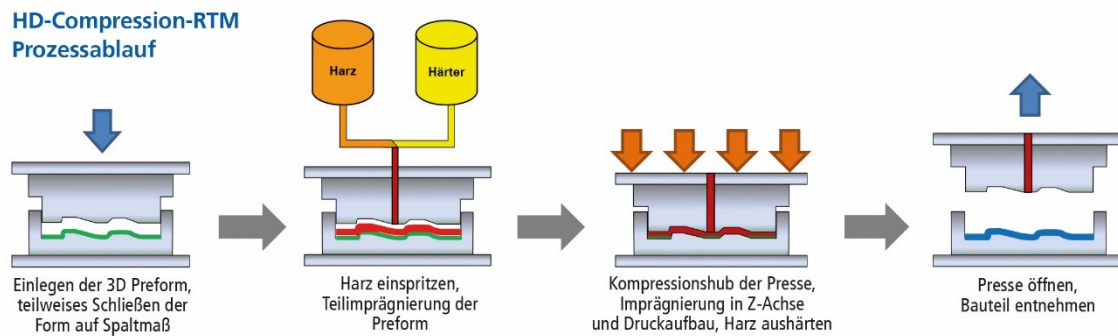 HD-Compression-RTM
Prozessablauf
Harz
Härter
Einlegen der 3D Preform,
teilweises Schließen der
Form auf Spaltmaß
Harz einspritzen,
Teilimprägnierung der
Preform
Kompressionshub der Presse,
Imprägnierung in Z-Achse
und Druckaufbau, Harz aushärten
Presse öffnen,
Bauteil entnehmen